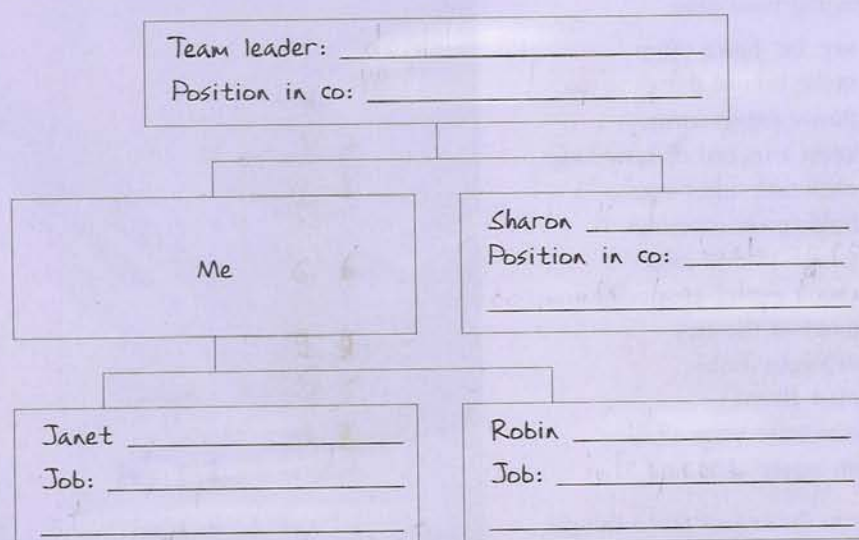 Team leader:
Position in co:
Me
Sharon
Position in co:
Janet
Job:
Robin
Job: